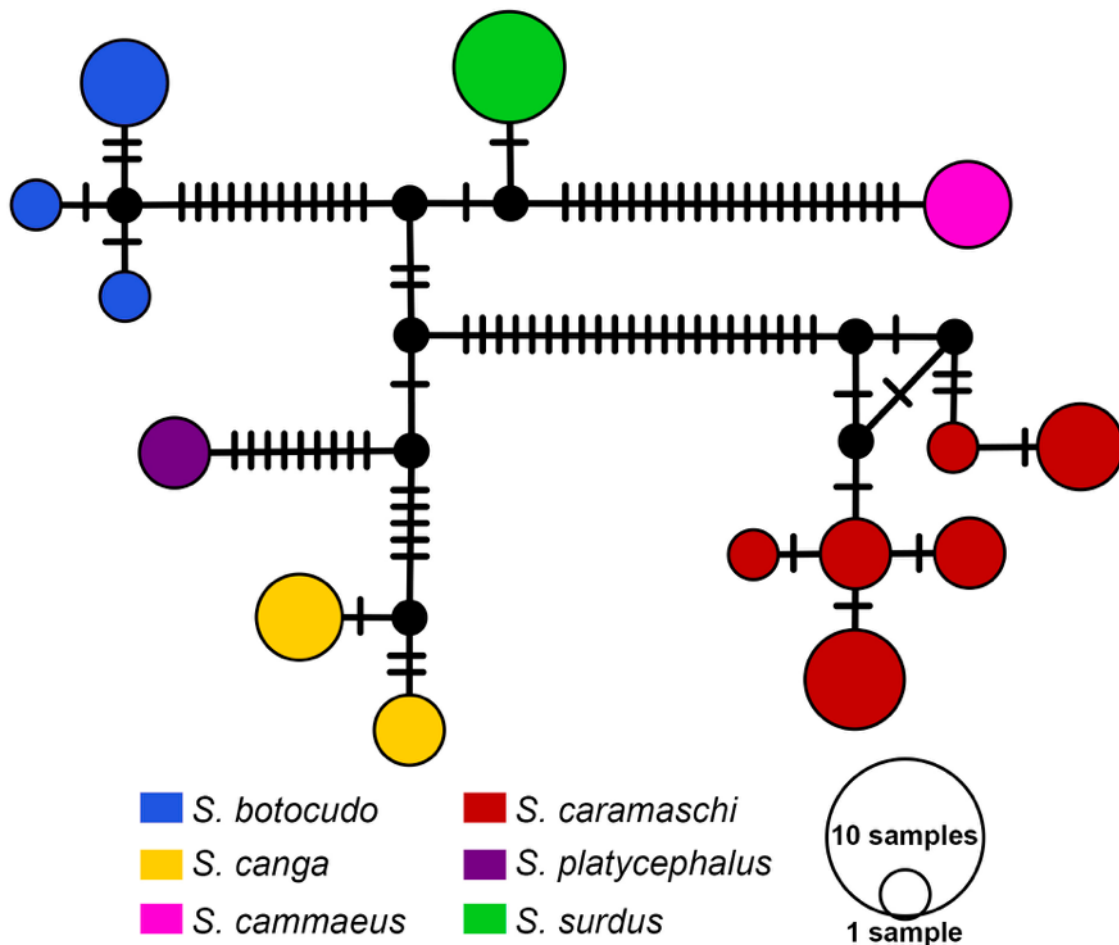 S. botocudo
S. caramaschi
10 samples
S. canga
S. platycephalus
S. cammaeus
S. surdus
1 sample